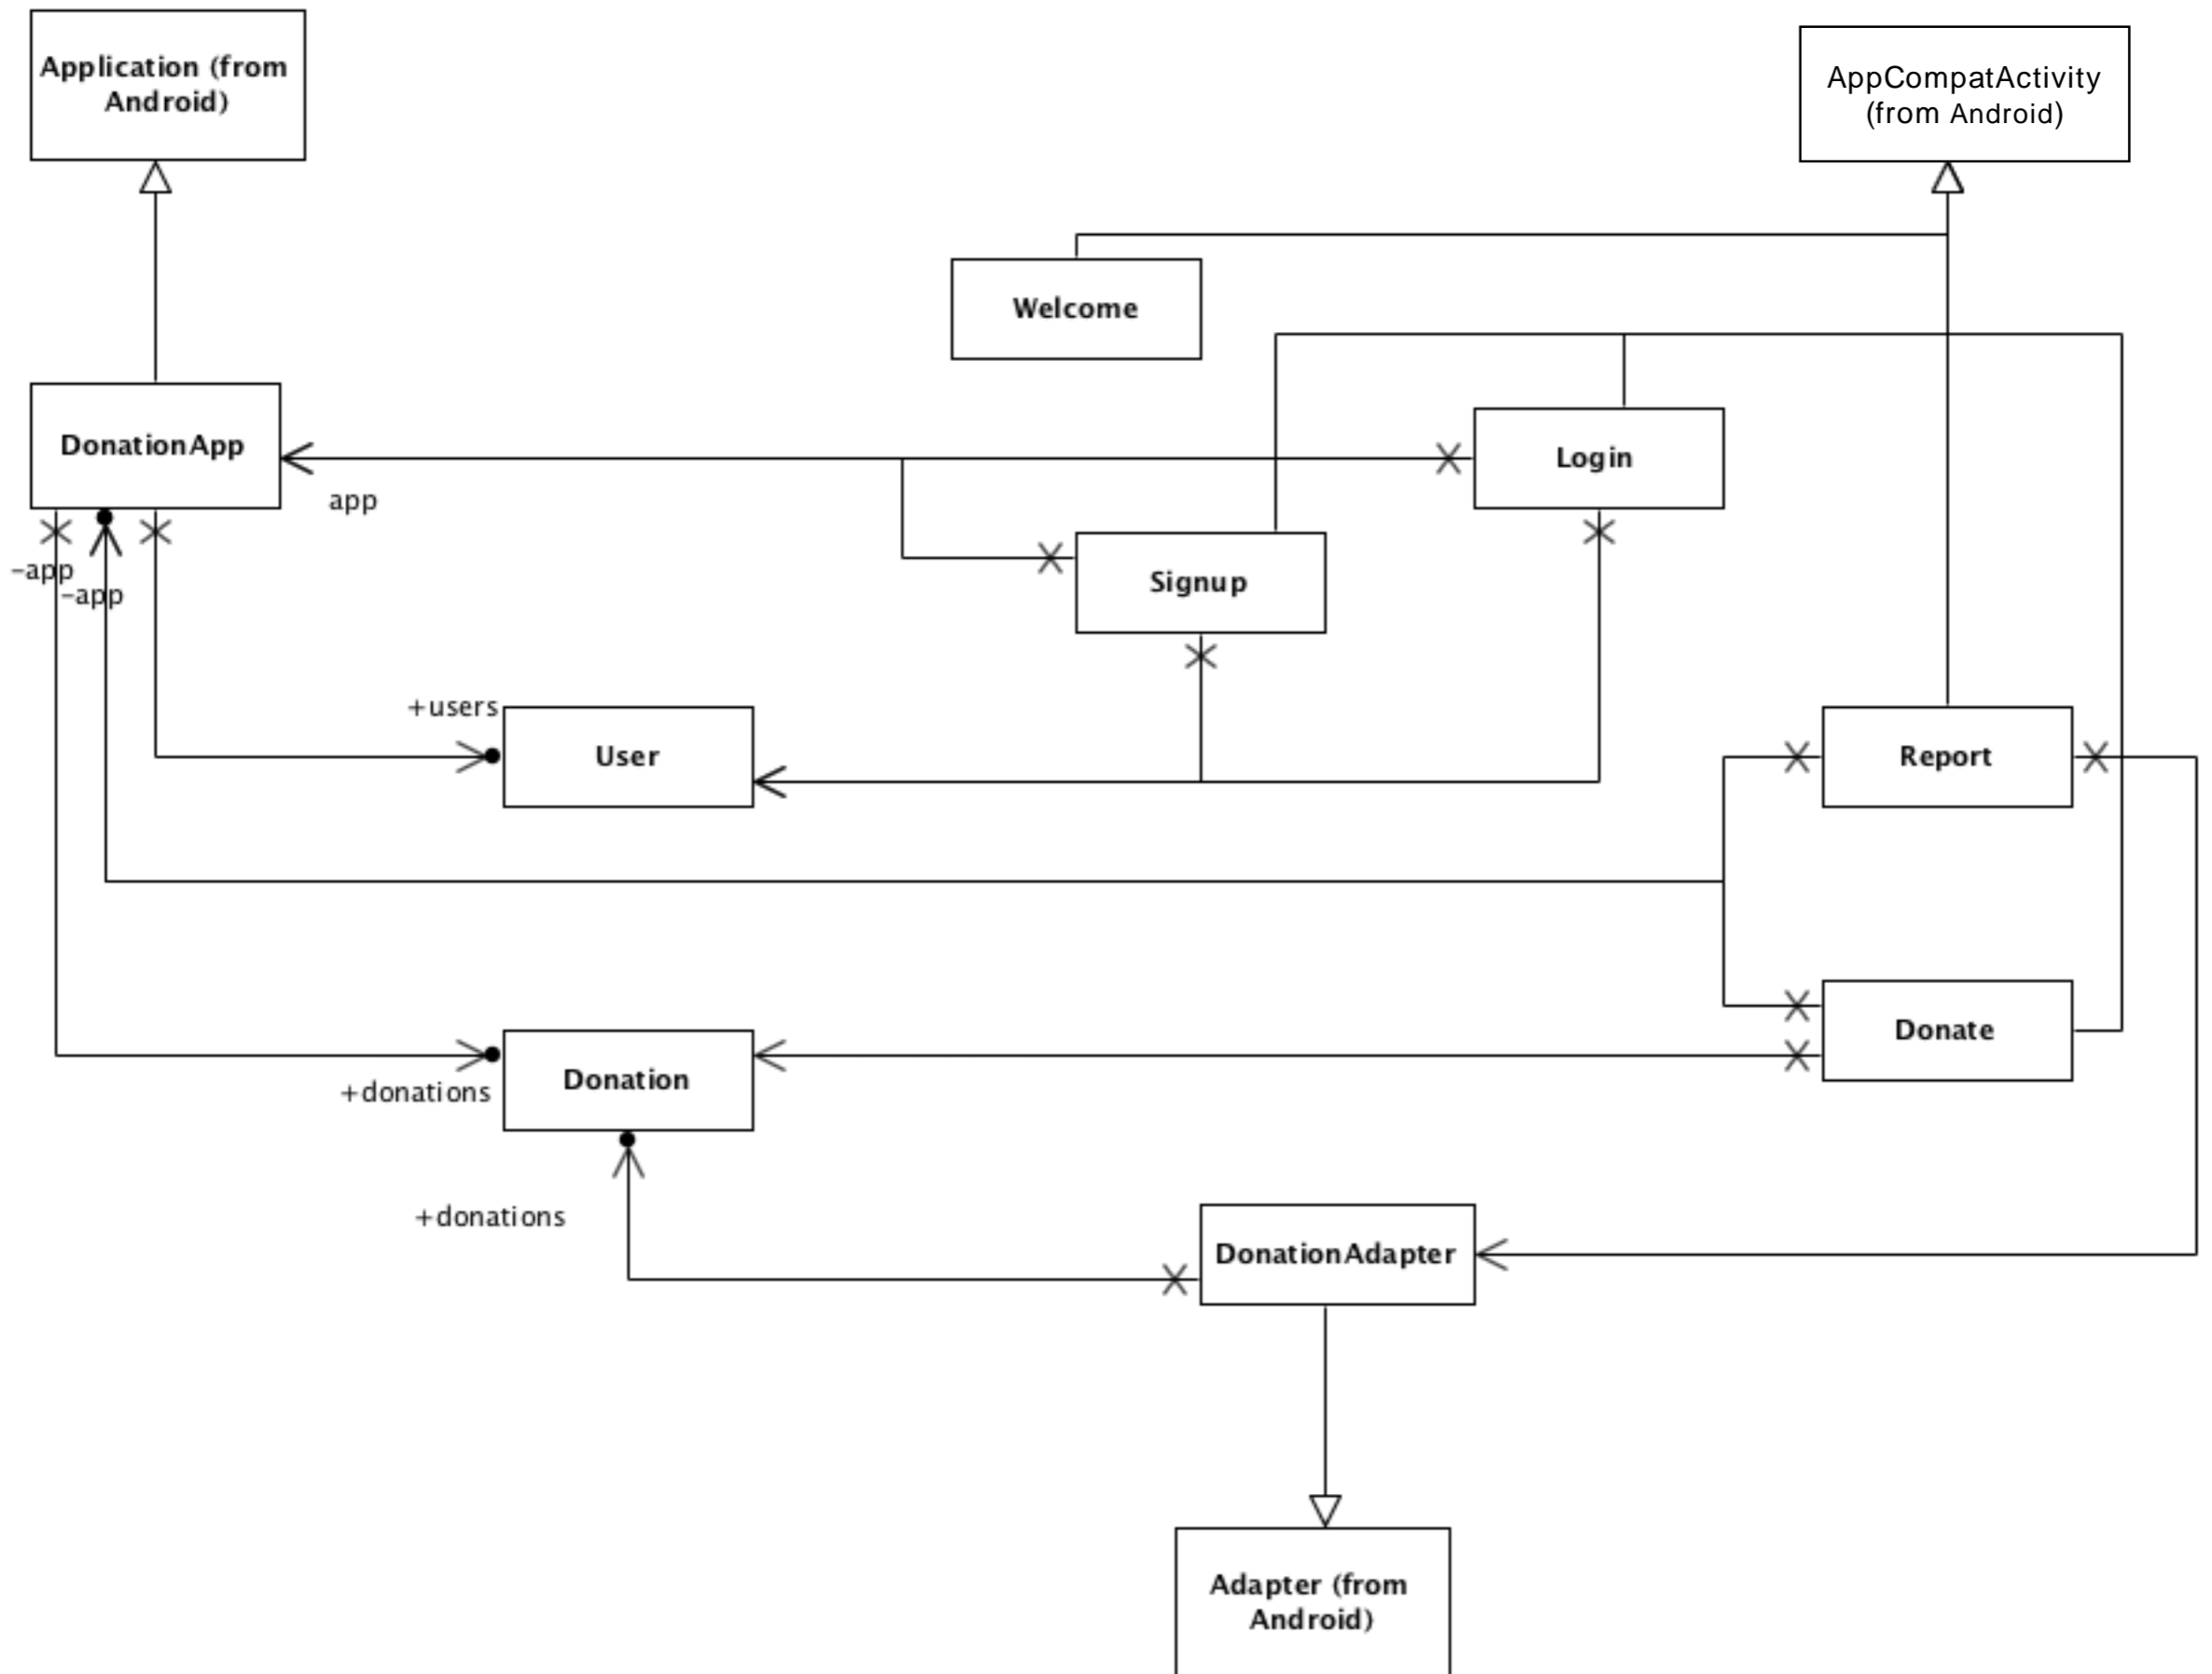 Application (from
Android)
AppCompatActivity
(from Android)
Welcome
DonationApp
Login
app
Signup
-app
-app
+users
User
Report
Donate
Donation
+donations
+donations
DonationAdapter
Adapter (from
Android)